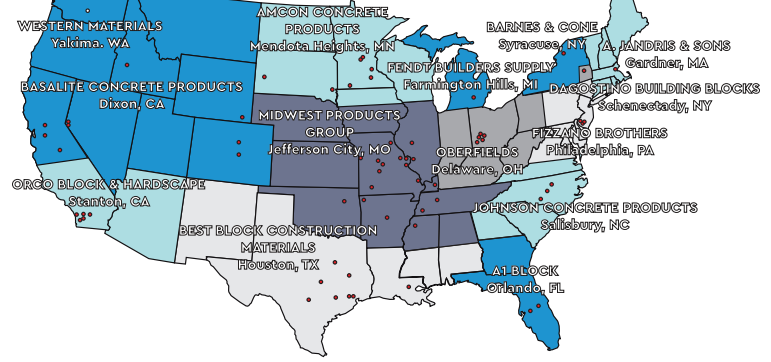 AMCON CONCRETE
PRODUCTS
Mendota Heights, MN
WESTERN MATERIALS
Yakima, WA
BARNES & CONE
Syracuse, NY
A. JANDRIS & SONS
Gardner, MA
FENDT BUILDERS SUPPLY
Farmington Hills, MI
BASALITE CONCRETE PRODUCTS
Dixon, CA
DAGOSTINO BUILDING BLOCKS
Schenectady, NY
MIDWEST PRODUCTS
GROUP
Jefferson City, MO
FIZZANO BROTHERS
Philadelphia, PA
OBERFIELDS
Delaware, OH
ORCO BLOCK & HARDSCAPE
Stanton, CA
JOHNSON CONCRETE PRODUCTS
Salisbury, NC
BEST BLOCK CONSTRUCTION
MATERIALS
Houston, TX
A1 BLOCK
Orlando, FL